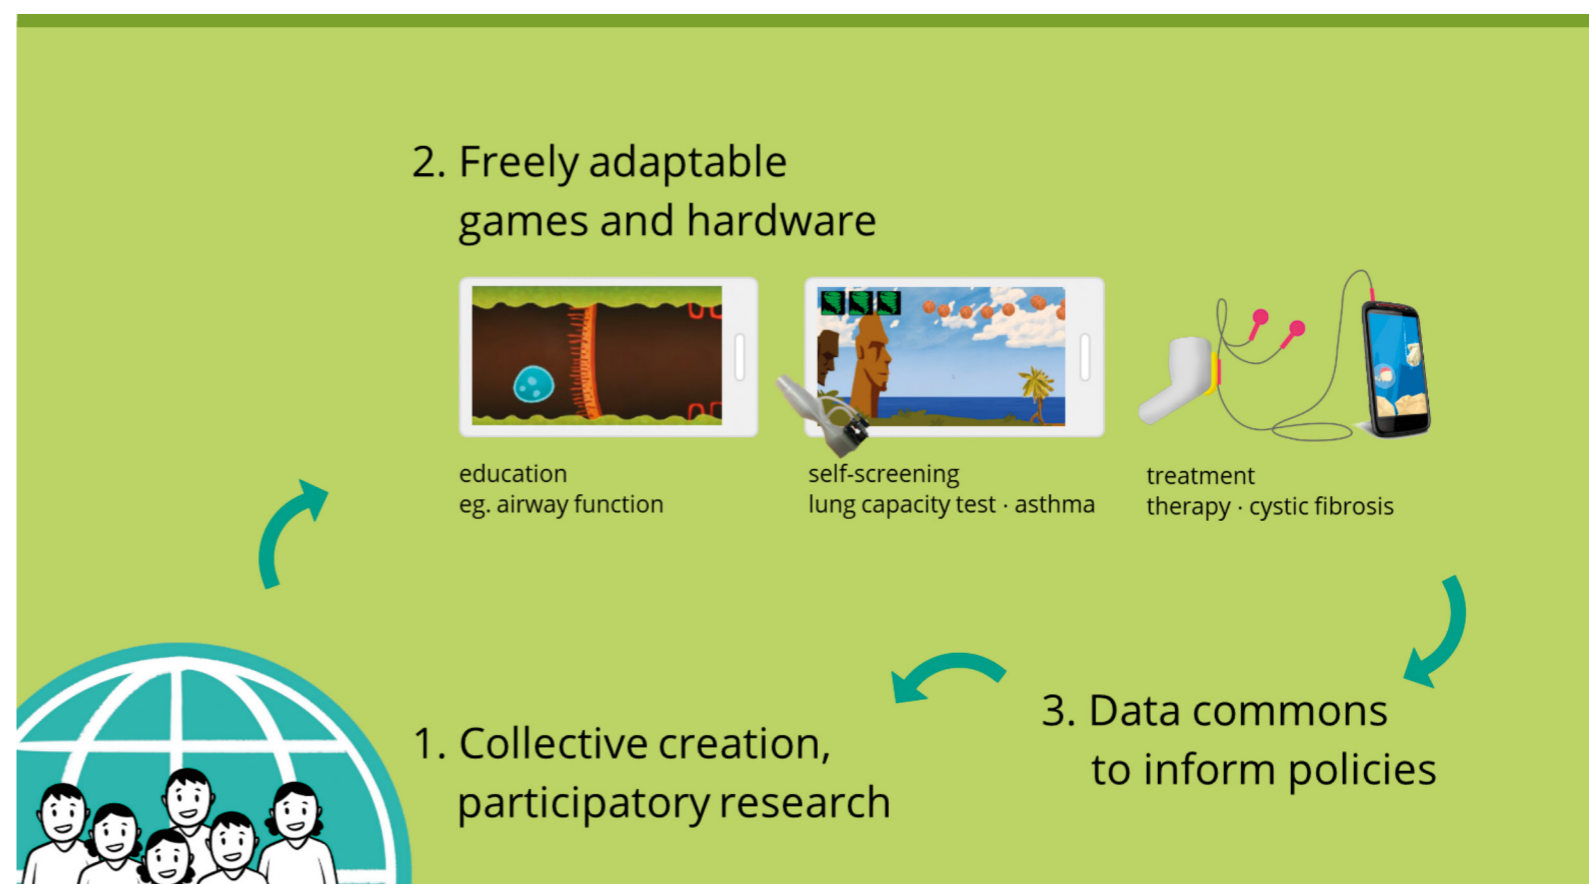 2. Freely adaptable
games and hardware
education
eg. airway function
self-screening
lung capacity test · asthma
treatment
therapy · cystic fibrosis
1. Collective creation,
participatory research
3. Data commons
to inform policies